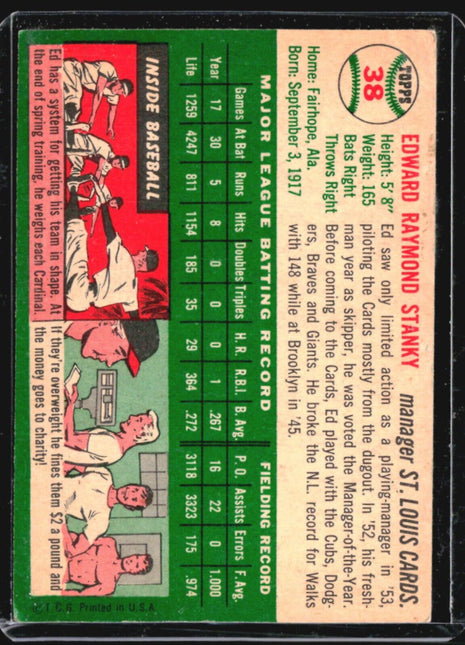 TOPPS
38
EDWARD RAYMOND STANKY manager ST. LOUIS CARDS.
Height: 5' 8"
Weight: 165
Bats Right
Throws Right
Home: Fairhope, Ala.
Born: September 3, 1917
Ed saw only limited action as a playing-manager in '53,
piloting the Cards mostly from the dugout. In '52, his fresh-
man year as skipper, he was voted the Manager-of-the-Year.
Before coming to the Cards, Ed played with the Cubs, Dodg-
ers, Braves and Giants. He broke the N.L. record for Walks
with 148 while at Brooklyn in '45.
MAJOR LEAGUE BATTING RECORD FIELDING RECORD
Games At Bat Runs Hits Doubles Triples H.R. R.B.I. B. Avg. P. O. Assists Errors F. Avg.
Year 17 30 5 8 0 0 0 1 .267 16 22 0 1.000
Life 1259 4247 811 1154 185 35 29 364 .272 3118 3323 175 .974
INSIDE BASEBALL
Ed has a system for getting his team in shape. At
the end of spring training, he weighs each Cardinal.
If they're overweight he fines them $2 a pound and
the money goes to charity!
© T.C.G. Printed in U.S.A.